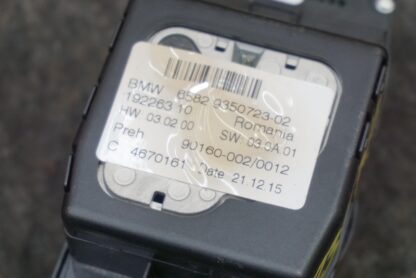 BMW 6582 9350723-02
192263 10 Romania
HW 03 02 00 SW 03.0A.01
Preh 90160-002/0012
C 4670161 Date 21.12.15